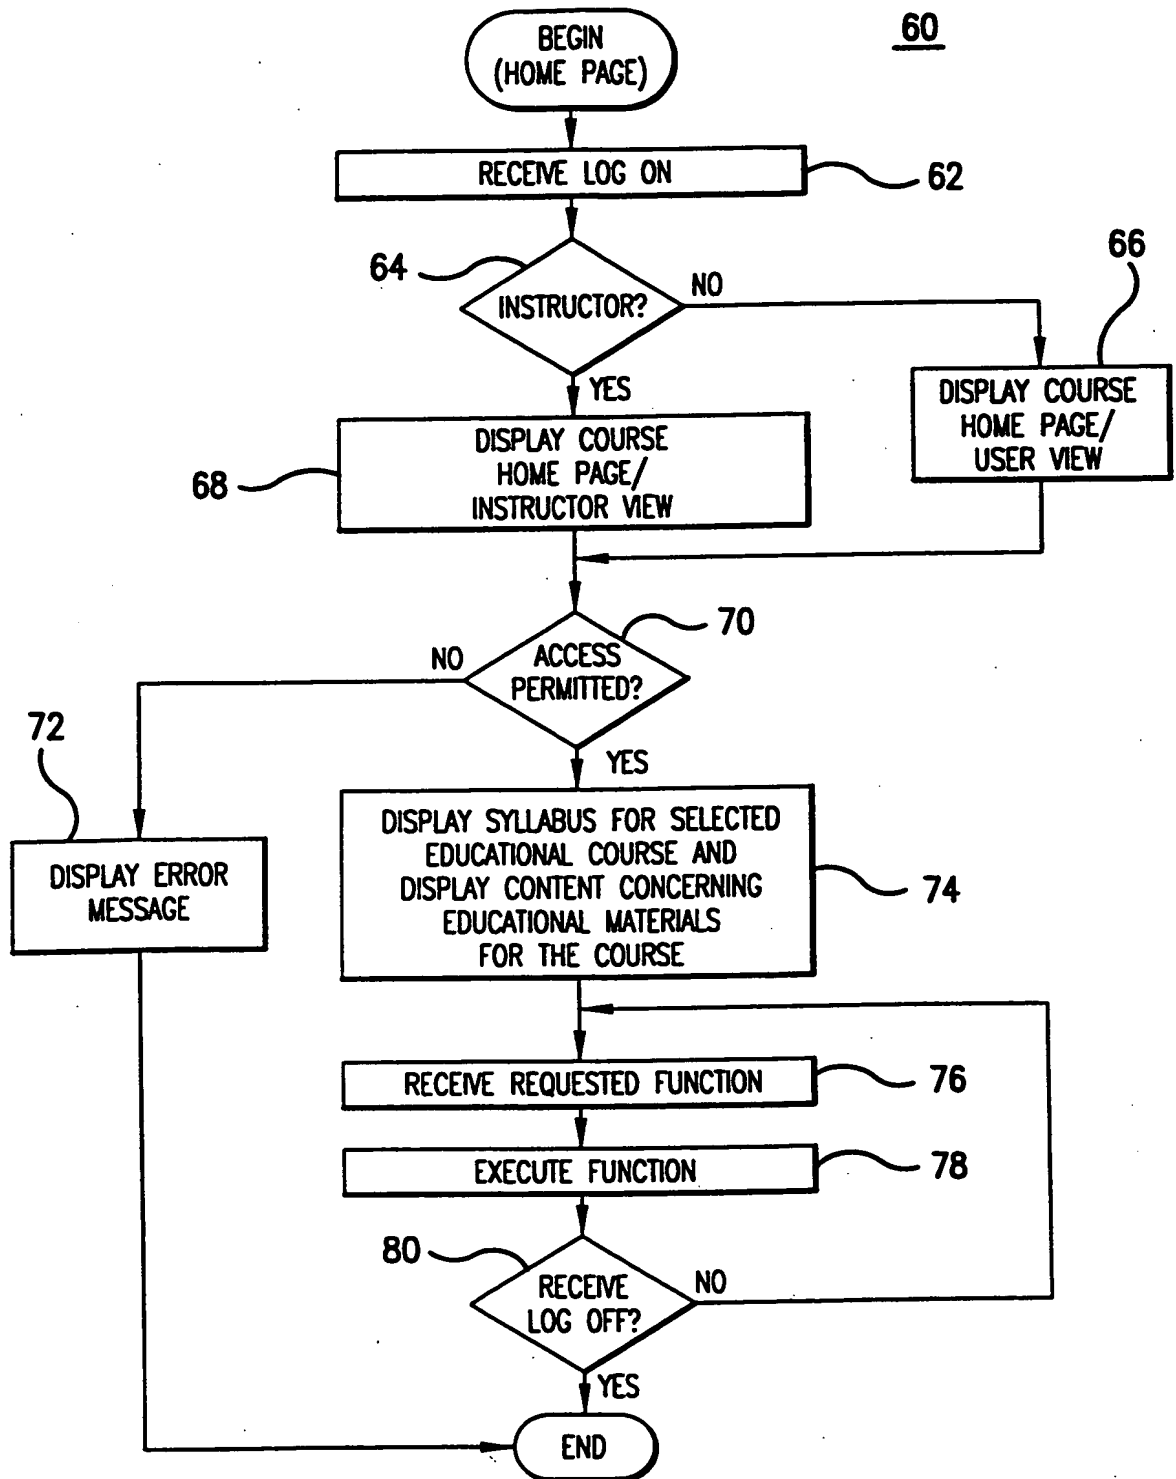 60
BEGIN
(HOME PAGE)
RECEIVE LOG ON
62
64
INSTRUCTOR?
NO
66
YES
DISPLAY COURSE
HOME PAGE/
USER VIEW
68
DISPLAY COURSE
HOME PAGE/
INSTRUCTOR VIEW
70
NO
ACCESS
PERMITTED?
72
YES
DISPLAY ERROR
MESSAGE
DISPLAY SYLLABUS FOR SELECTED
EDUCATIONAL COURSE AND
DISPLAY CONTENT CONCERNING
EDUCATIONAL MATERIALS
FOR THE COURSE
74
RECEIVE REQUESTED FUNCTION
76
EXECUTE FUNCTION
78
80
RECEIVE
LOG OFF?
NO
YES
END